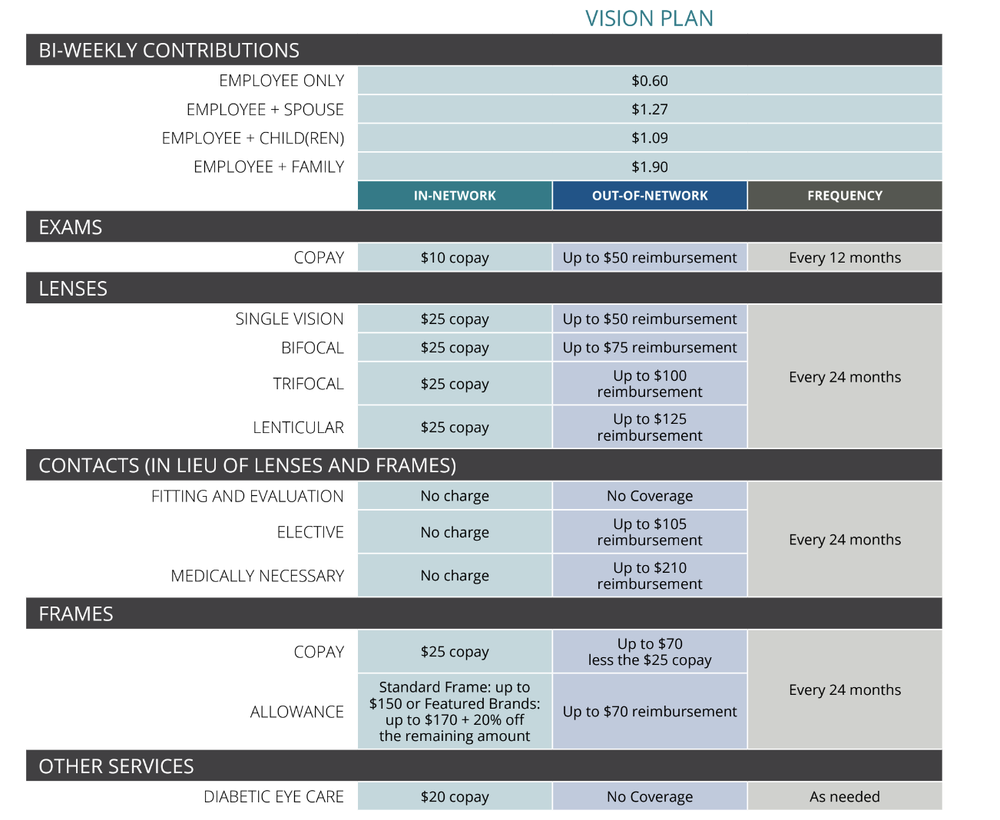 VISION PLAN
BI-WEEKLY CONTRIBUTIONS
EMPLOYEE ONLY $0.60
EMPLOYEE + SPOUSE $1.27
EMPLOYEE + CHILD(REN) $1.09
EMPLOYEE + FAMILY $1.90
IN-NETWORK OUT-OF-NETWORK FREQUENCY
EXAMS
COPAY $10 copay Up to $50 reimbursement Every 12 months
LENSES
SINGLE VISION $25 copay Up to $50 reimbursement
BIFOCAL $25 copay Up to $75 reimbursement
Every 24 months
TRIFOCAL $25 copay Up to $100
reimbursement
LENTICULAR $25 copay Up to $125
reimbursement
CONTACTS (IN LIEU OF LENSES AND FRAMES)
FITTING AND EVALUATION No charge No Coverage
ELECTIVE No charge Up to $105
reimbursement
Every 24 months
MEDICALLY NECESSARY No charge Up to $210
reimbursement
FRAMES
COPAY $25 copay Up to $70
less the $25 copay
Every 24 months
ALLOWANCE
Standard Frame: up to
$150 or Featured Brands:
up to $170 + 20% off
the remaining amount
Up to $70 reimbursement
OTHER SERVICES
DIABETIC EYE CARE $20 copay No Coverage As needed